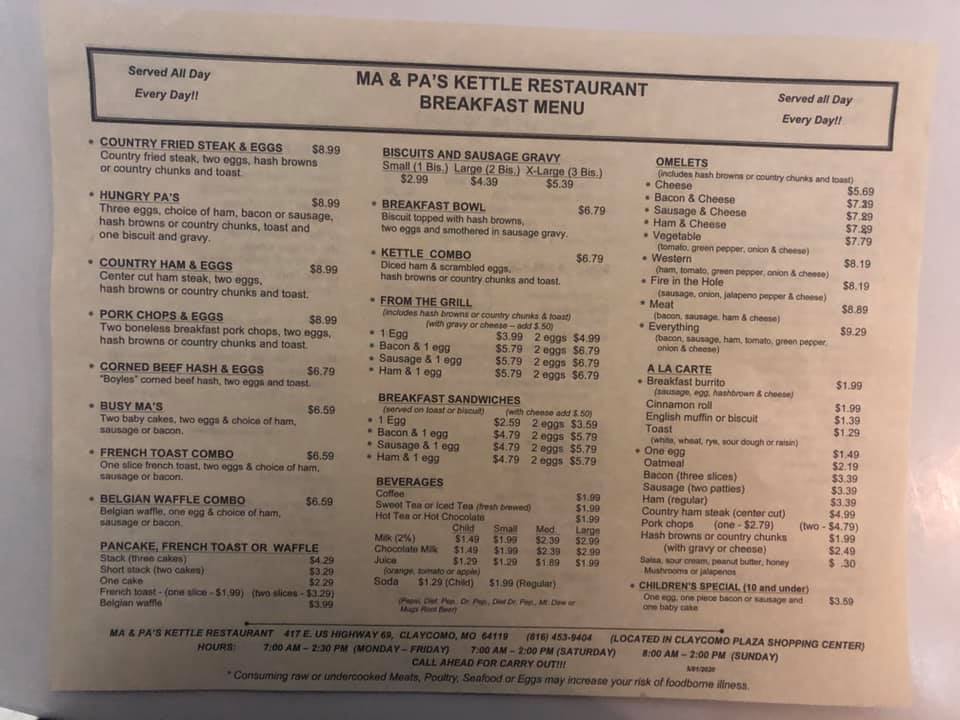 Served All Day
Every Day!!
MA & PA'S KETTLE RESTAURANT
BREAKFAST MENU
Served all Day
Every Day!!
* COUNTRY FRIED STEAK & EGGS $8.99
Country fried steak, two eggs, hash browns
or country chunks and toast.
* HUNGRY PA'S $8.99
Three eggs, choice of ham, bacon or sausage,
hash browns or country chunks, toast and
one biscuit and gravy.
* COUNTRY HAM & EGGS $8.99
Center cut ham steak, two eggs,
hash browns or country chunks and toast.
* PORK CHOPS & EGGS $8.99
Two boneless breakfast pork chops, two eggs,
hash browns or country chunks and toast.
* CORNED BEEF HASH & EGGS $6.79
"Boyles" corned beef hash, two eggs and toast.
* BUSY MA'S $6.59
Two baby cakes, two eggs & choice of ham,
sausage or bacon.
* FRENCH TOAST COMBO $6.59
One slice french toast, two eggs & choice of ham,
sausage or bacon.
* BELGIAN WAFFLE COMBO $6.59
Belgian waffle, one egg & choice of ham,
sausage or bacon.
PANCAKE, FRENCH TOAST OR WAFFLE
Stack (three cakes) $4.29
Short stack (two cakes) $3.29
One cake $2.29
French toast - (one slice - $1.99) (two slices - $3.29)
Belgian waffle $3.99
BISCUITS AND SAUSAGE GRAVY
Small (1 Bis.) Large (2 Bis.) X-Large (3 Bis.)
$2.99 $4.39 $5.39
* BREAKFAST BOWL $6.79
Biscuit topped with hash browns,
two eggs and smothered in sausage gravy.
* KETTLE COMBO $6.79
Diced ham & scrambled eggs,
hash browns or country chunks and toast.
* FROM THE GRILL
(includes hash browns or country chunks & toast)
(with gravy or cheese – add $.50)
* 1 Egg $3.99 2 eggs $4.99
* Bacon & 1 egg $5.79 2 eggs $6.79
* Sausage & 1 egg $5.79 2 eggs $6.79
* Ham & 1 egg $5.79 2 eggs $6.79
BREAKFAST SANDWICHES
(served on toast or biscuit) (with cheese add $.50)
* 1 Egg $2.59 2 eggs $3.59
* Bacon & 1 egg $4.79 2 eggs $5.79
* Sausage & 1 egg $4.79 2 eggs $5.79
* Ham & 1 egg $4.79 2 eggs $5.79
BEVERAGES
Coffee $1.99
Sweet Tea or Iced Tea (fresh brewed) $1.99
Hot Tea or Hot Chocolate $1.99
Child Small Med. Large
Milk (2%) $1.49 $1.99 $2.39 $2.99
Chocolate Milk $1.49 $1.99 $2.39 $2.99
Juice $1.29 $1.29 $1.89 $1.99
(orange, tomato or apple)
Soda $1.29 (Child) $1.99 (Regular)
(Pepsi, Diet Pep., Dr. Pep., Diet Dr. Pep., Mt. Dew or
Mugs Root Beer)
OMELETS
(includes hash browns or country chunks and toast)
* Cheese $5.69
* Bacon & Cheese $7.29
* Sausage & Cheese $7.29
* Ham & Cheese $7.29
* Vegetable $7.79
(tomato, green pepper, onion & cheese)
* Western $8.19
(ham, tomato, green pepper, onion & cheese)
* Fire in the Hole $8.19
(sausage, onion, jalapeno pepper & cheese)
* Meat $8.89
(bacon, sausage, ham & cheese)
* Everything $9.29
(bacon, sausage, ham, tomato, green pepper,
onion & cheese)
A LA CARTE
* Breakfast burrito $1.99
(sausage, egg, hashbrown & cheese)
Cinnamon roll $1.99
English muffin or biscuit $1.39
Toast $1.29
(white, wheat, rye, sour dough or raisin)
* One egg $1.49
Oatmeal $2.19
Bacon (three slices) $3.39
Sausage (two patties) $3.39
Ham (regular) $3.39
Country ham steak (center cut) $4.99
Pork chops (one - $2.79) (two - $4.79)
Hash browns or country chunks $1.99
(with gravy or cheese) $2.49
Salsa, sour cream, peanut butter, honey $ .30
Mushrooms or jalapenos
* CHILDREN'S SPECIAL (10 and under)
One egg, one piece bacon or sausage and $3.59
one baby cake
MA & PA'S KETTLE RESTAURANT 417 E. US HIGHWAY 69, CLAYCOMO, MO 64119 (816) 453-9404 (LOCATED IN CLAYCOMO PLAZA SHOPPING CENTER)
HOURS: 7:00 AM – 2:30 PM (MONDAY – FRIDAY) 7:00 AM – 2:00 PM (SATURDAY) 8:00 AM – 2:00 PM (SUNDAY)
CALL AHEAD FOR CARRY OUT!!!
* Consuming raw or undercooked Meats, Poultry, Seafood or Eggs may increase your risk of foodborne illness.